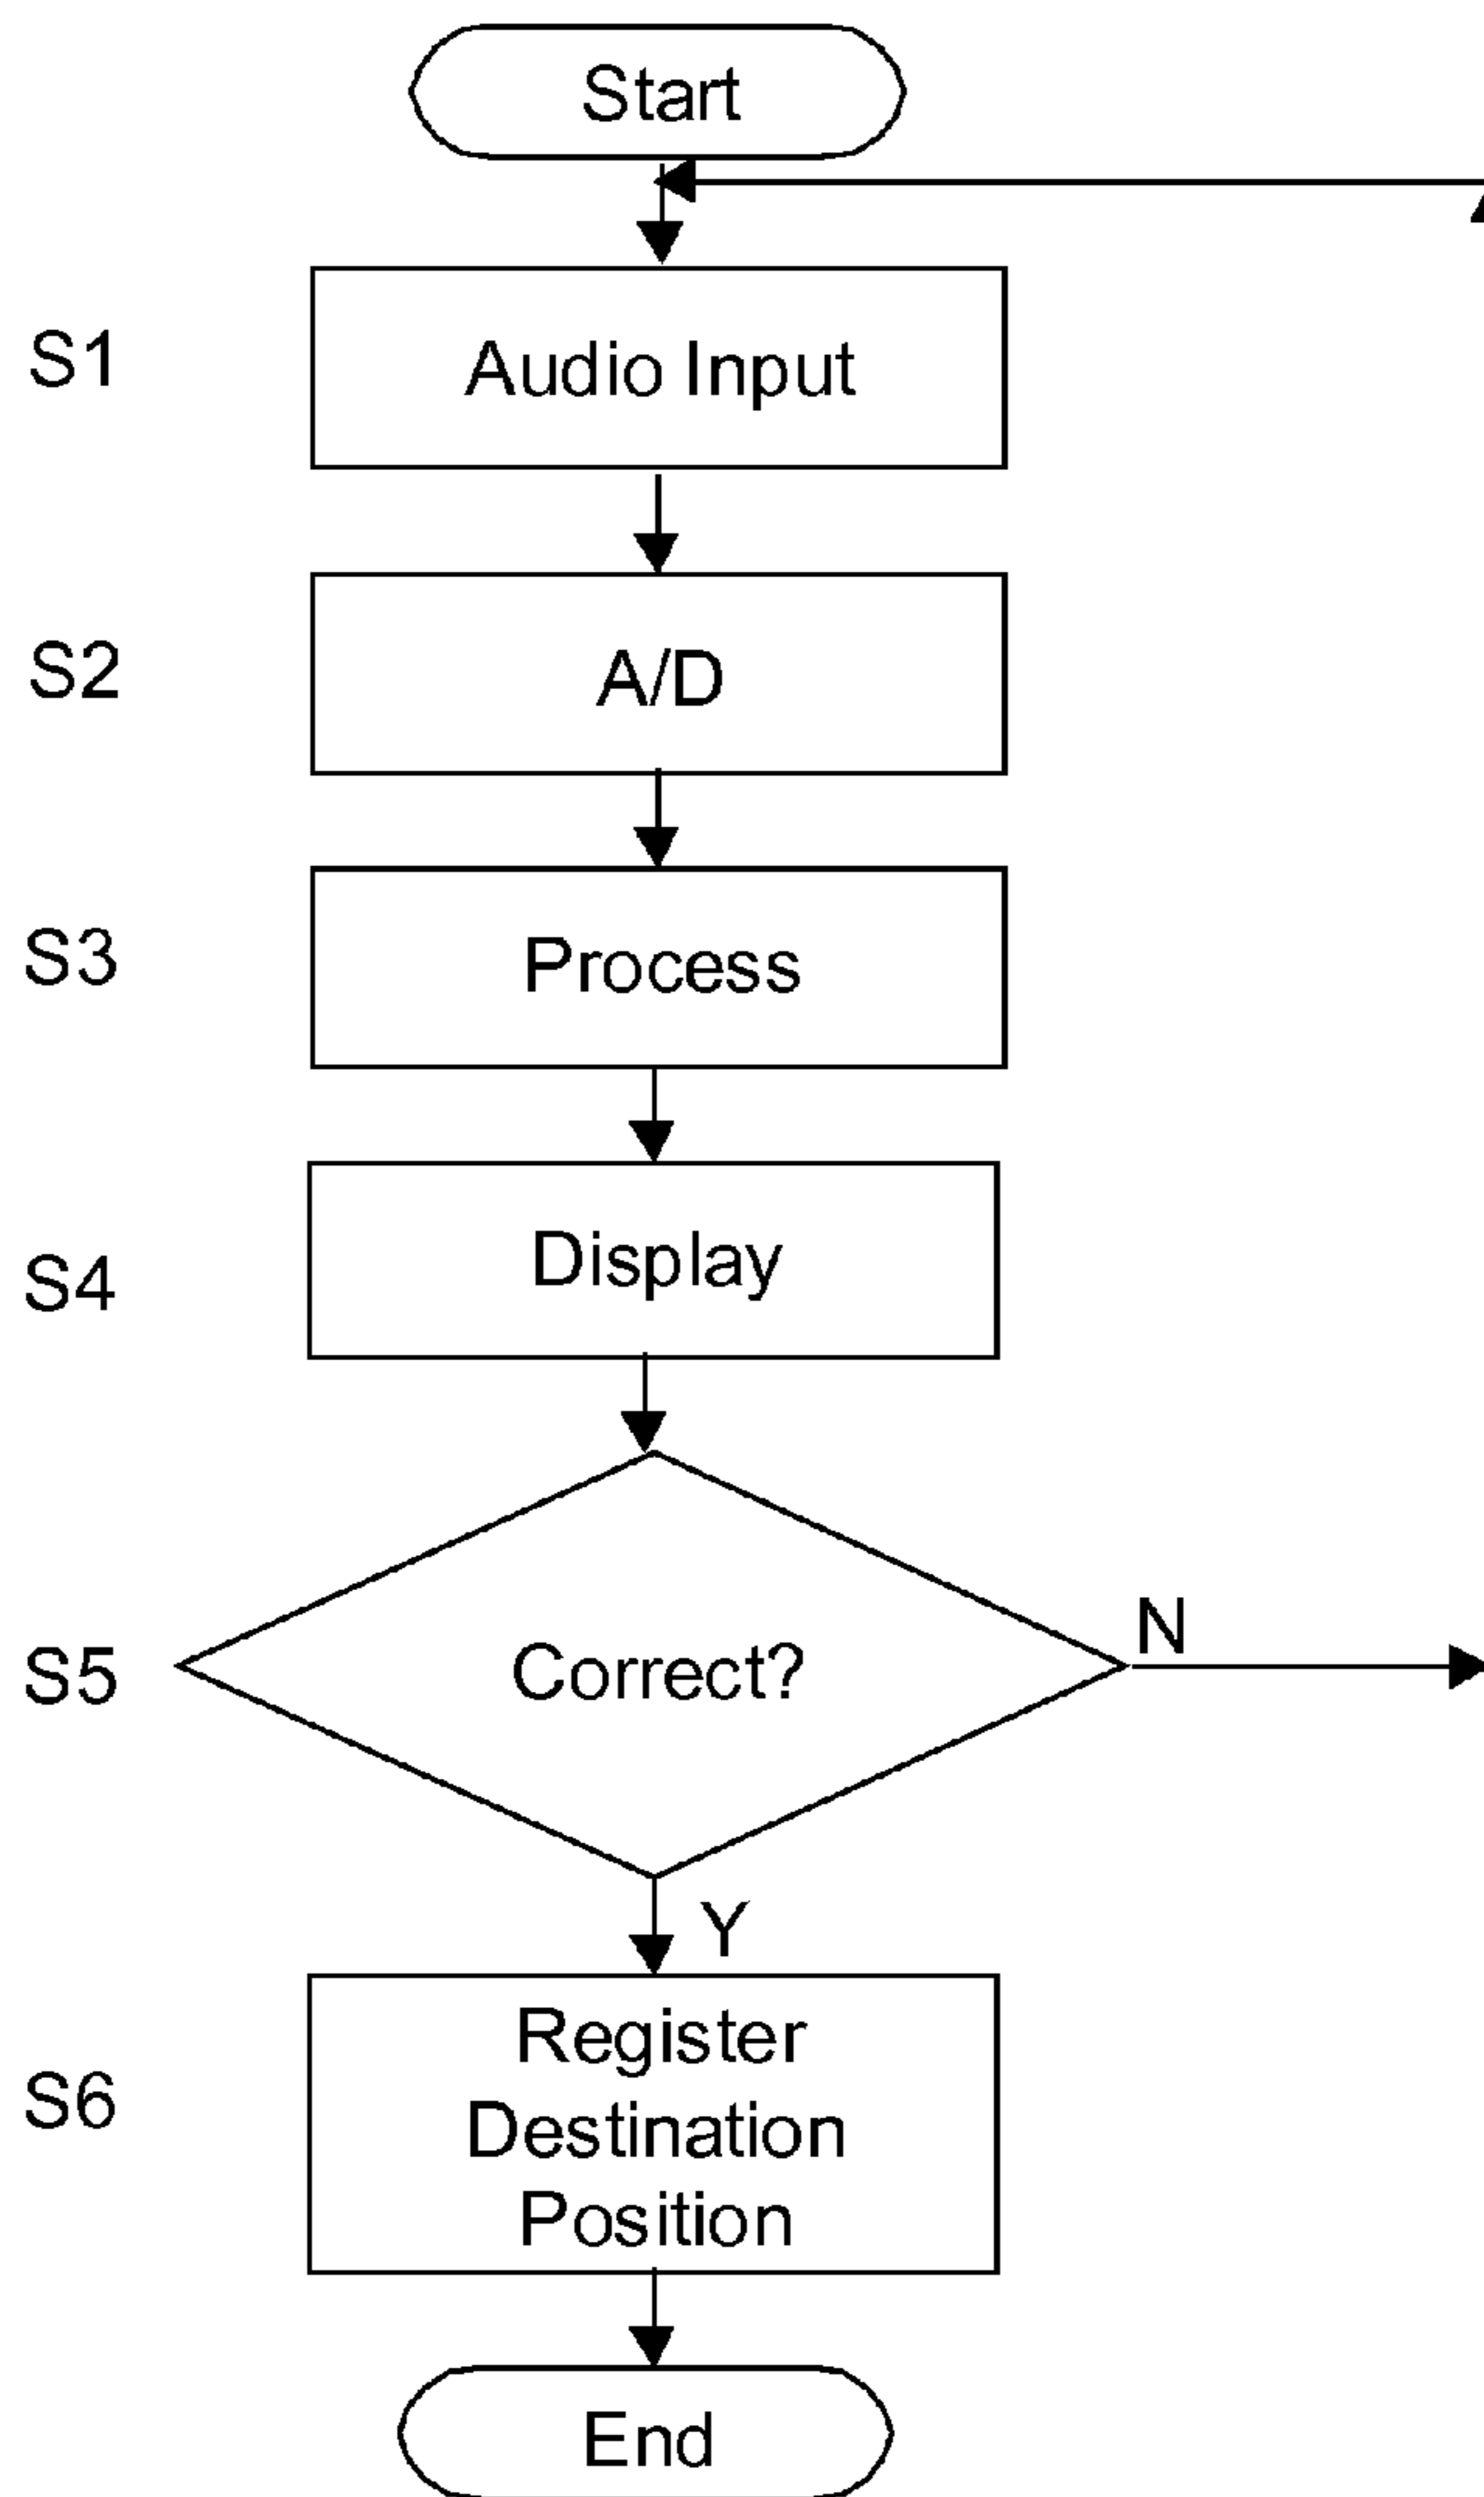 Start
S1
Audio Input
S2
A/D
S3
Process
S4
Display
S5
Correct?
N
Y
S6
Register
Destination
Position
End